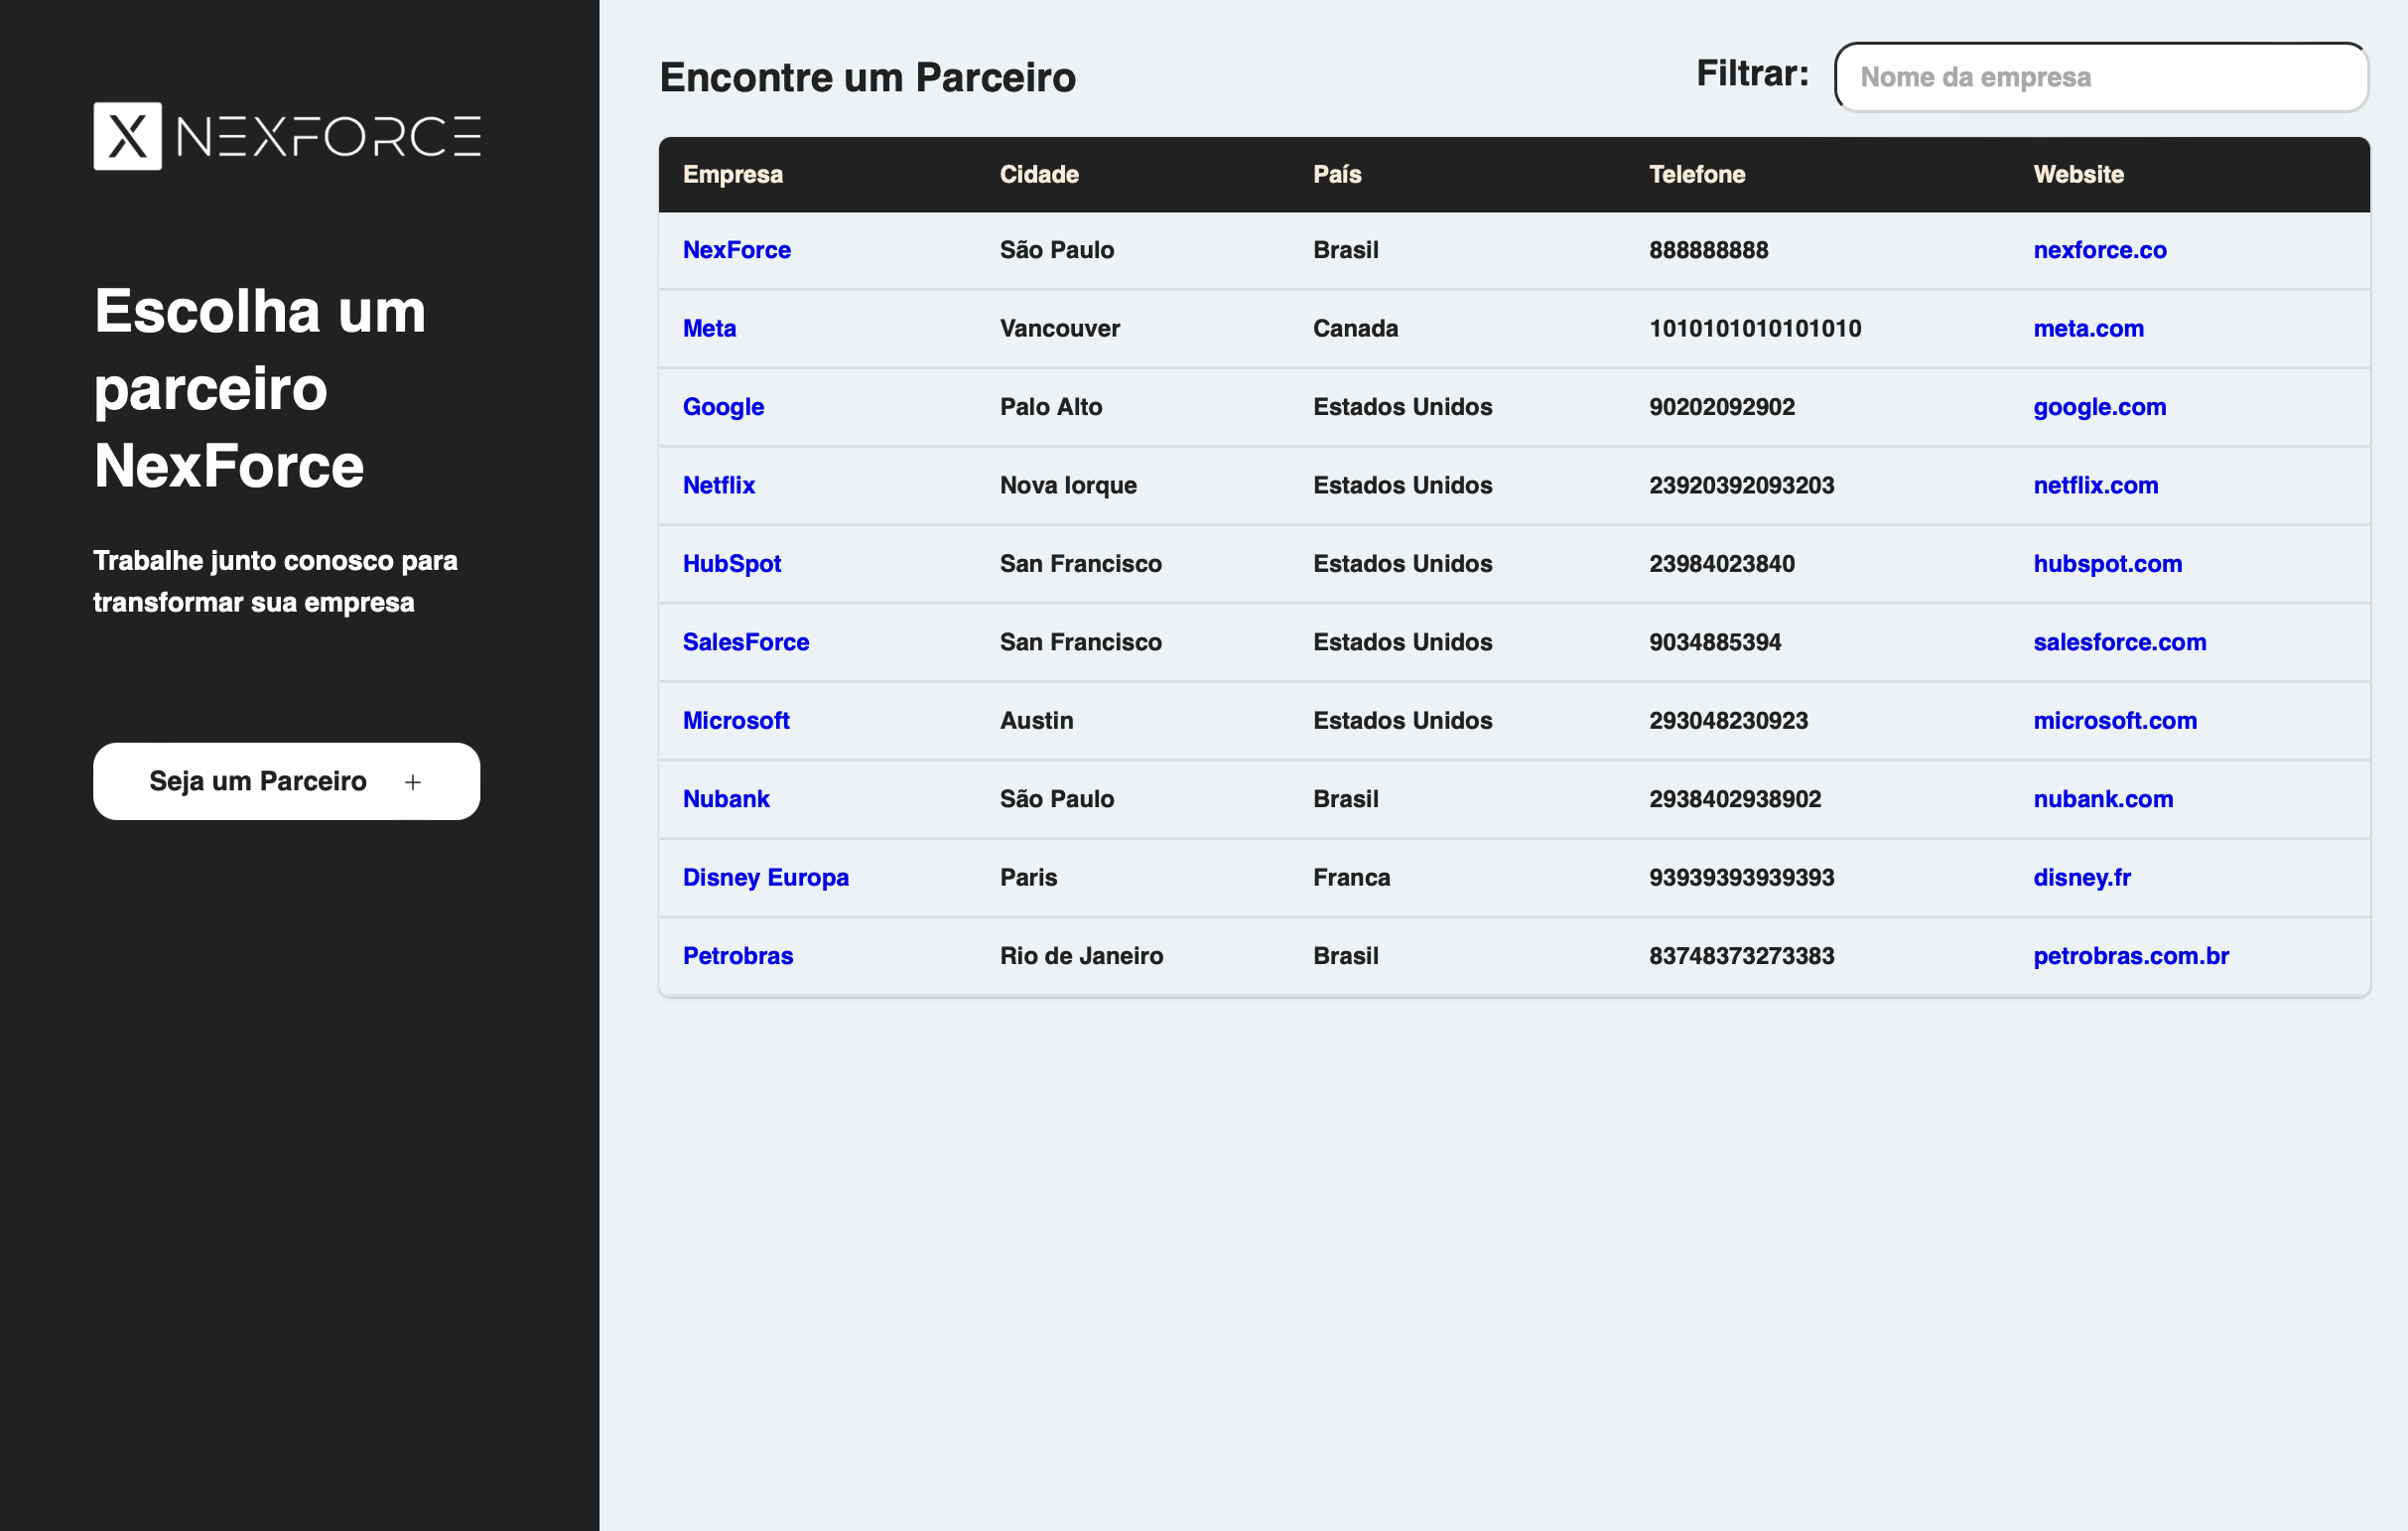 X NEXFORCE
Escolha um
parceiro
NexForce
Trabalhe junto conosco para
transformar sua empresa
Seja um Parceiro +
Encontre um Parceiro
Filtrar: Nome da empresa
Empresa Cidade País Telefone Website
NexForce São Paulo Brasil 888888888 nexforce.co
Meta Vancouver Canada 1010101010101010 meta.com
Google Palo Alto Estados Unidos 90202092902 google.com
Netflix Nova Iorque Estados Unidos 23920392093203 netflix.com
HubSpot San Francisco Estados Unidos 23984023840 hubspot.com
SalesForce San Francisco Estados Unidos 9034885394 salesforce.com
Microsoft Austin Estados Unidos 293048230923 microsoft.com
Nubank São Paulo Brasil 2938402938902 nubank.com
Disney Europa Paris Franca 93939393939393 disney.fr
Petrobras Rio de Janeiro Brasil 83748373273383 petrobras.com.br